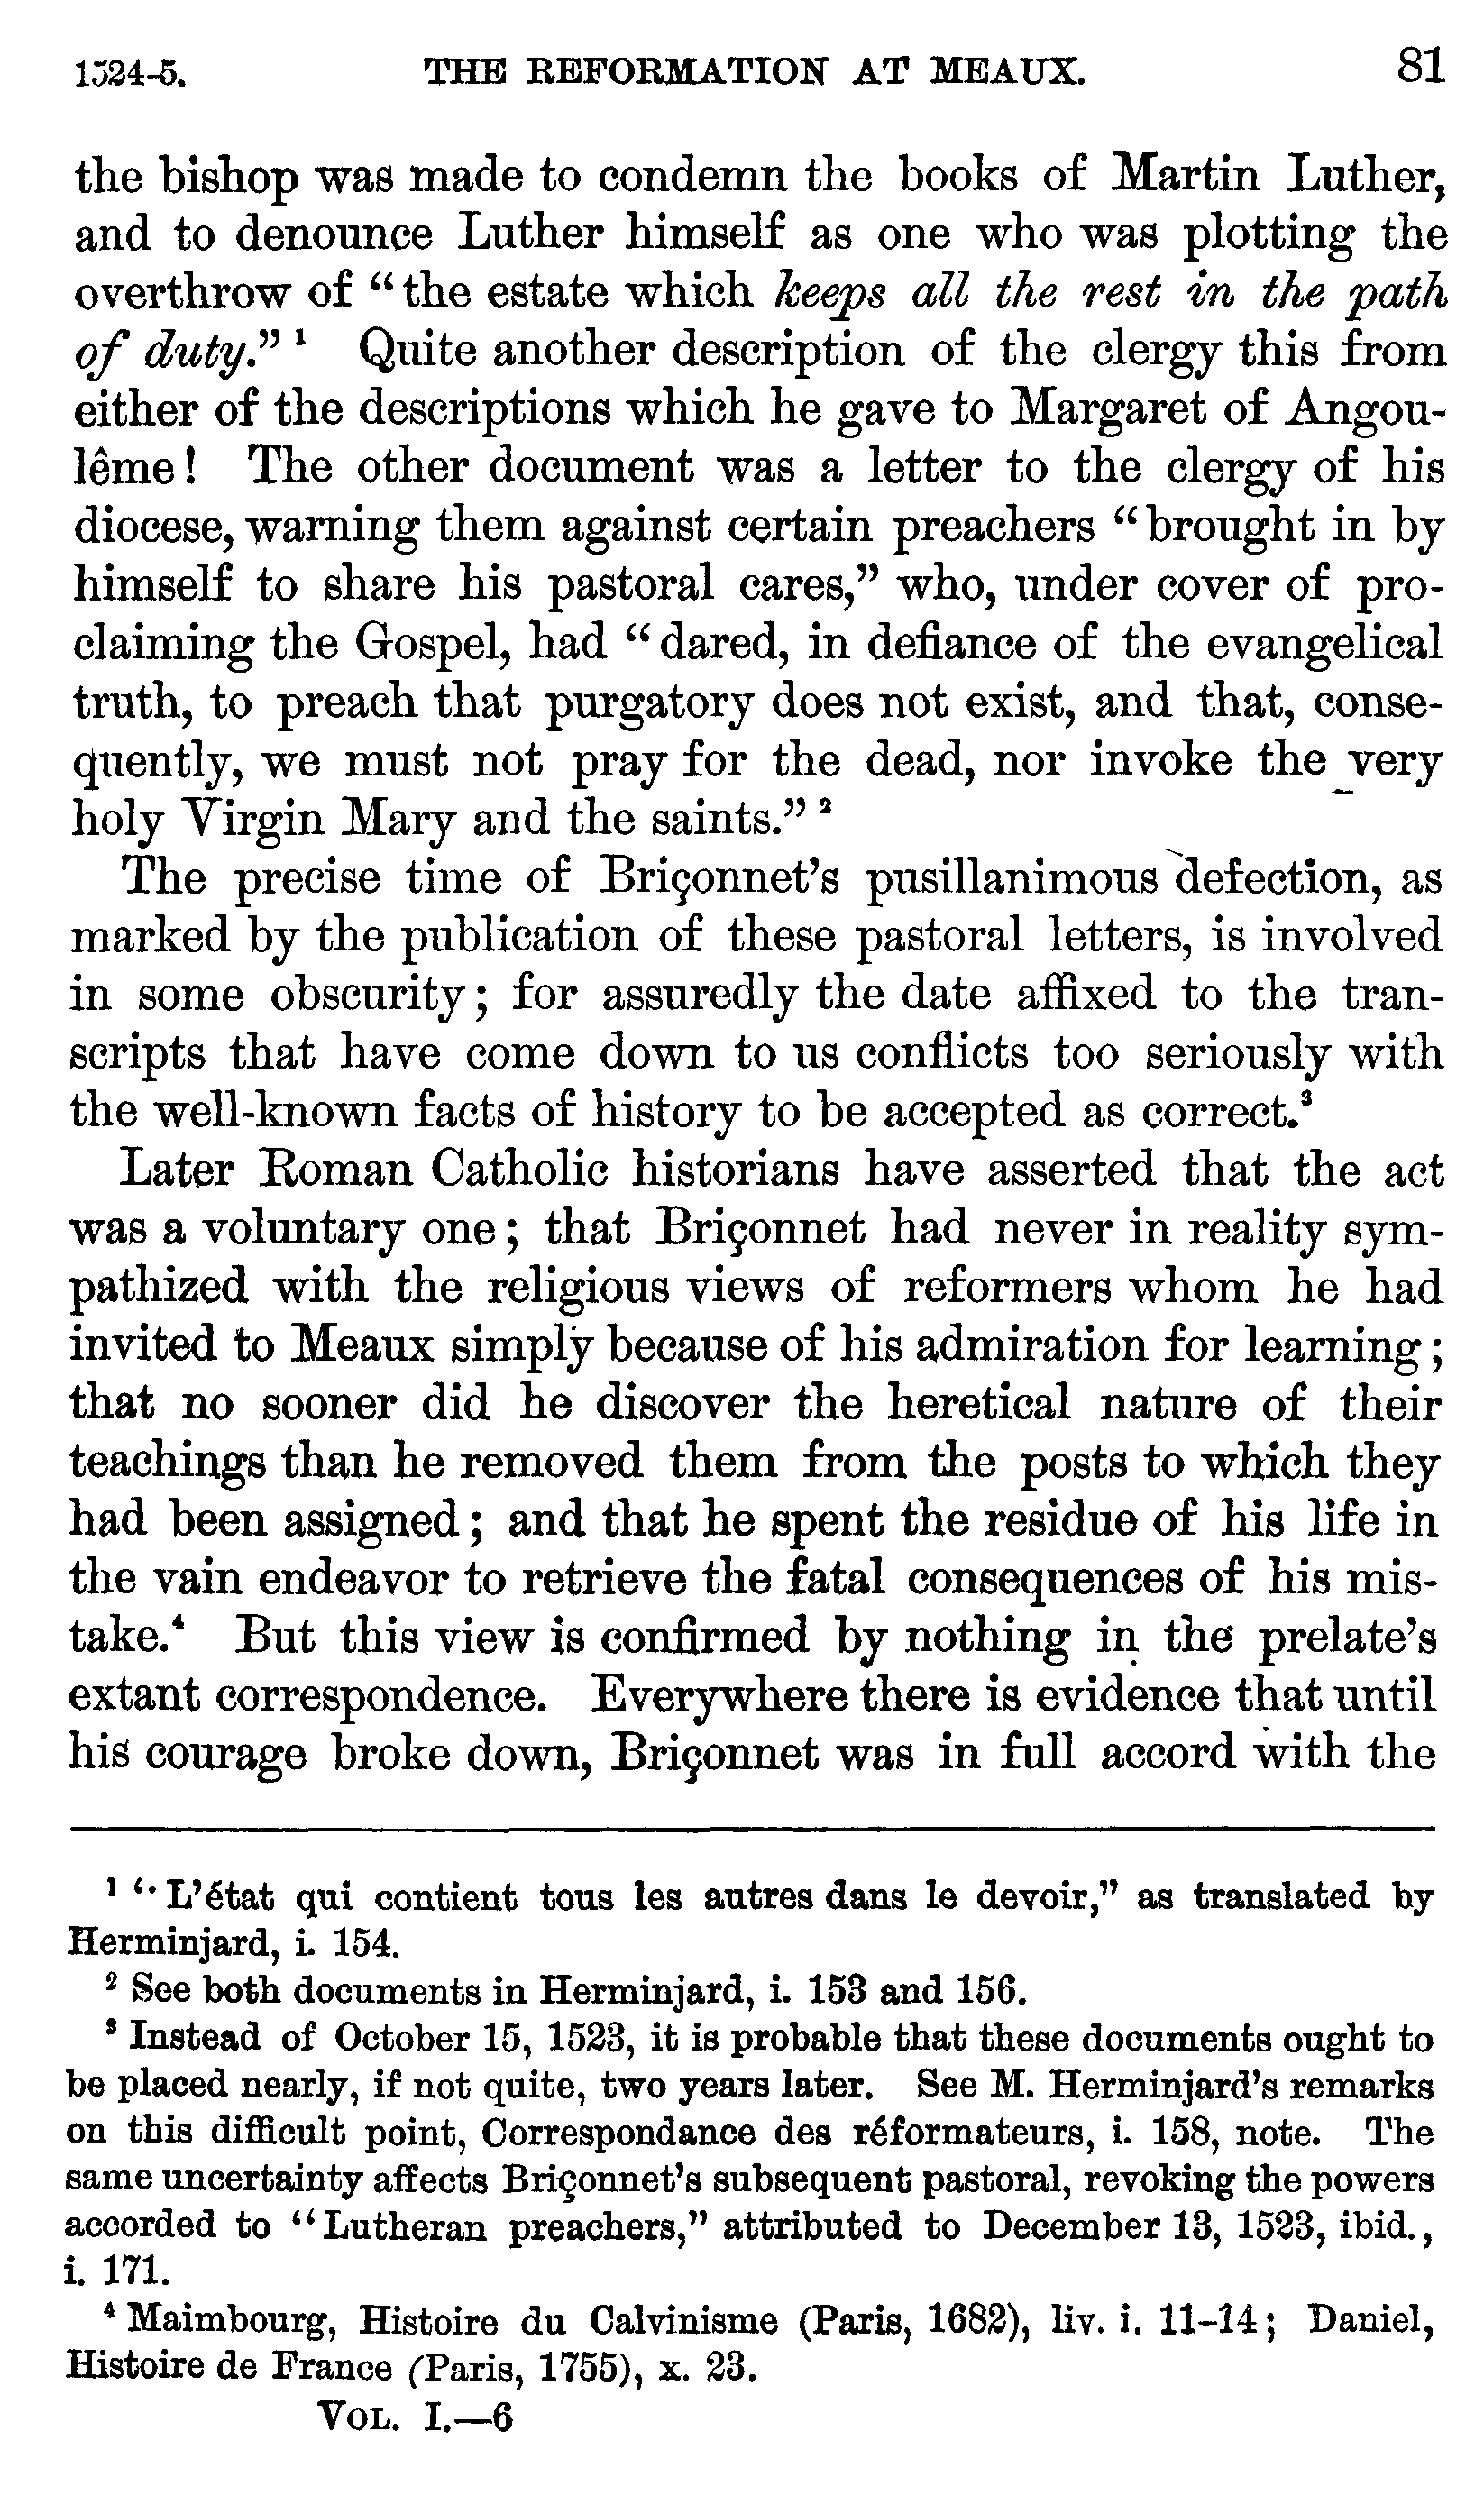 1524-5. THE REFORMATION AT MEAUX. 81
the bishop was made to condemn the books of Martin Luther,
and to denounce Luther himself as one who was plotting the
overthrow of “the estate which keeps all the rest in the path
of duty.” ¹ Quite another description of the clergy this from
either of the descriptions which he gave to Margaret of Angou-
lême! The other document was a letter to the clergy of his
diocese, warning them against certain preachers “brought in by
himself to share his pastoral cares,” who, under cover of pro-
claiming the Gospel, had “dared, in defiance of the evangelical
truth, to preach that purgatory does not exist, and that, conse-
quently, we must not pray for the dead, nor invoke the very
holy Virgin Mary and the saints.” ²
The precise time of Briçonnet’s pusillanimous defection, as
marked by the publication of these pastoral letters, is involved
in some obscurity; for assuredly the date affixed to the tran-
scripts that have come down to us conflicts too seriously with
the well-known facts of history to be accepted as correct.³
Later Roman Catholic historians have asserted that the act
was a voluntary one; that Briçonnet had never in reality sym-
pathized with the religious views of reformers whom he had
invited to Meaux simply because of his admiration for learning;
that no sooner did he discover the heretical nature of their
teachings than he removed them from the posts to which they
had been assigned; and that he spent the residue of his life in
the vain endeavor to retrieve the fatal consequences of his mis-
take.⁴ But this view is confirmed by nothing in the prelate’s
extant correspondence. Everywhere there is evidence that until
his courage broke down, Briçonnet was in full accord with the
¹ “L’état qui contient tous les autres dans le devoir,” as translated by
Herminjard, i. 154.
² See both documents in Herminjard, i. 153 and 156.
³ Instead of October 15, 1523, it is probable that these documents ought to
be placed nearly, if not quite, two years later. See M. Herminjard’s remarks
on this difficult point, Correspondance des réformateurs, i. 158, note. The
same uncertainty affects Briçonnet’s subsequent pastoral, revoking the powers
accorded to “Lutheran preachers,” attributed to December 13, 1523, ibid.,
i. 171.
⁴ Maimbourg, Histoire du Calvinisme (Paris, 1682), liv. i. 11-14; Daniel,
Histoire de France (Paris, 1755), x. 23.
VOL. I.—6